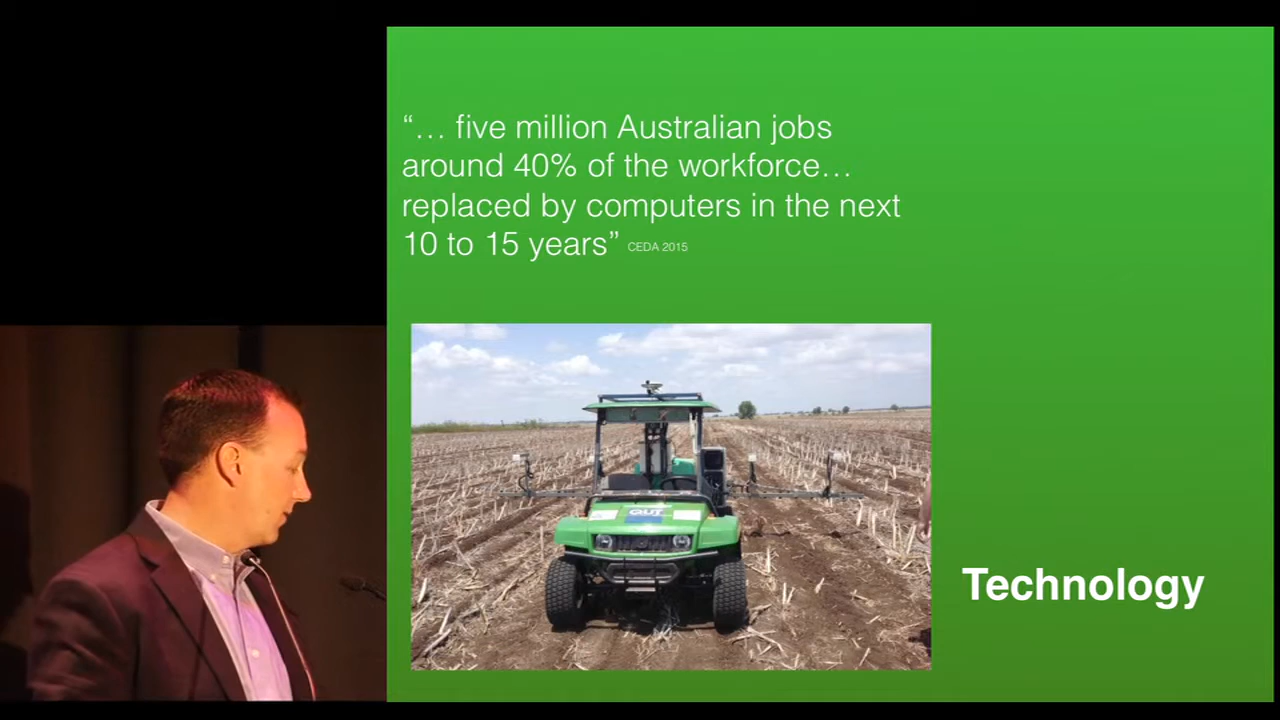 “... five million Australian jobs
around 40% of the workforce...
replaced by computers in the next
10 to 15 years” CEDA 2015
QUT
Technology